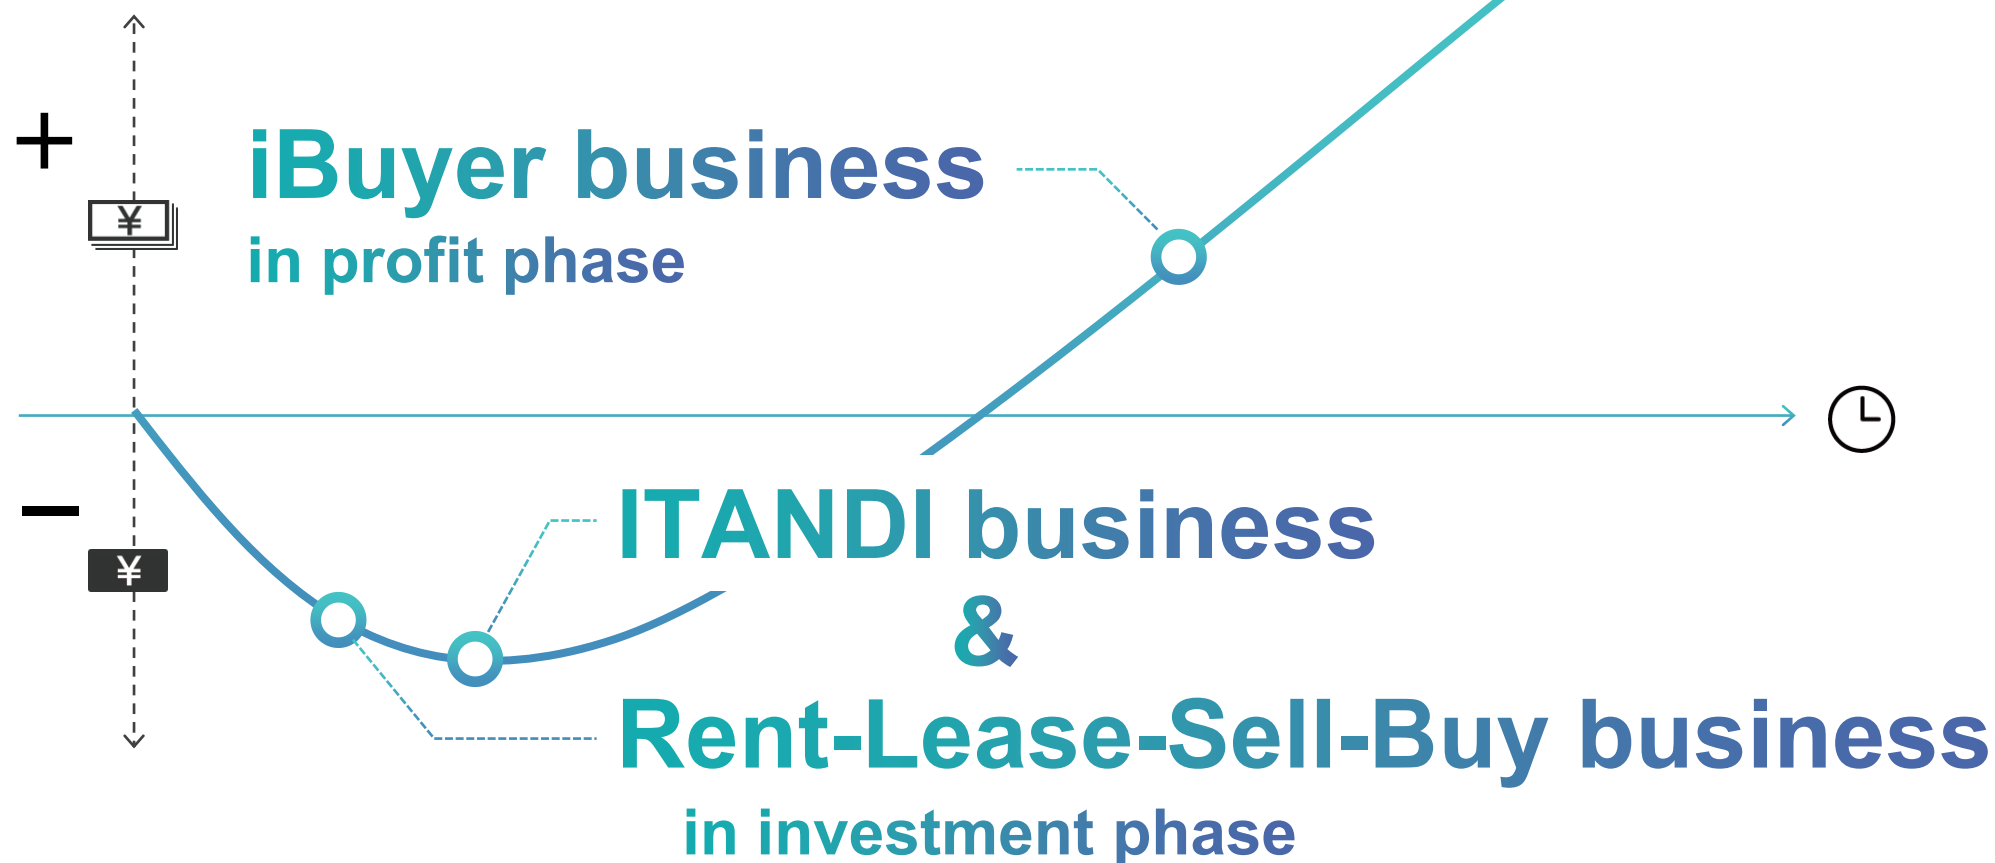 +
iBuyer business
¥
in profit phase
−
ITANDI business
¥
&
Rent-Lease-Sell-Buy business
in investment phase